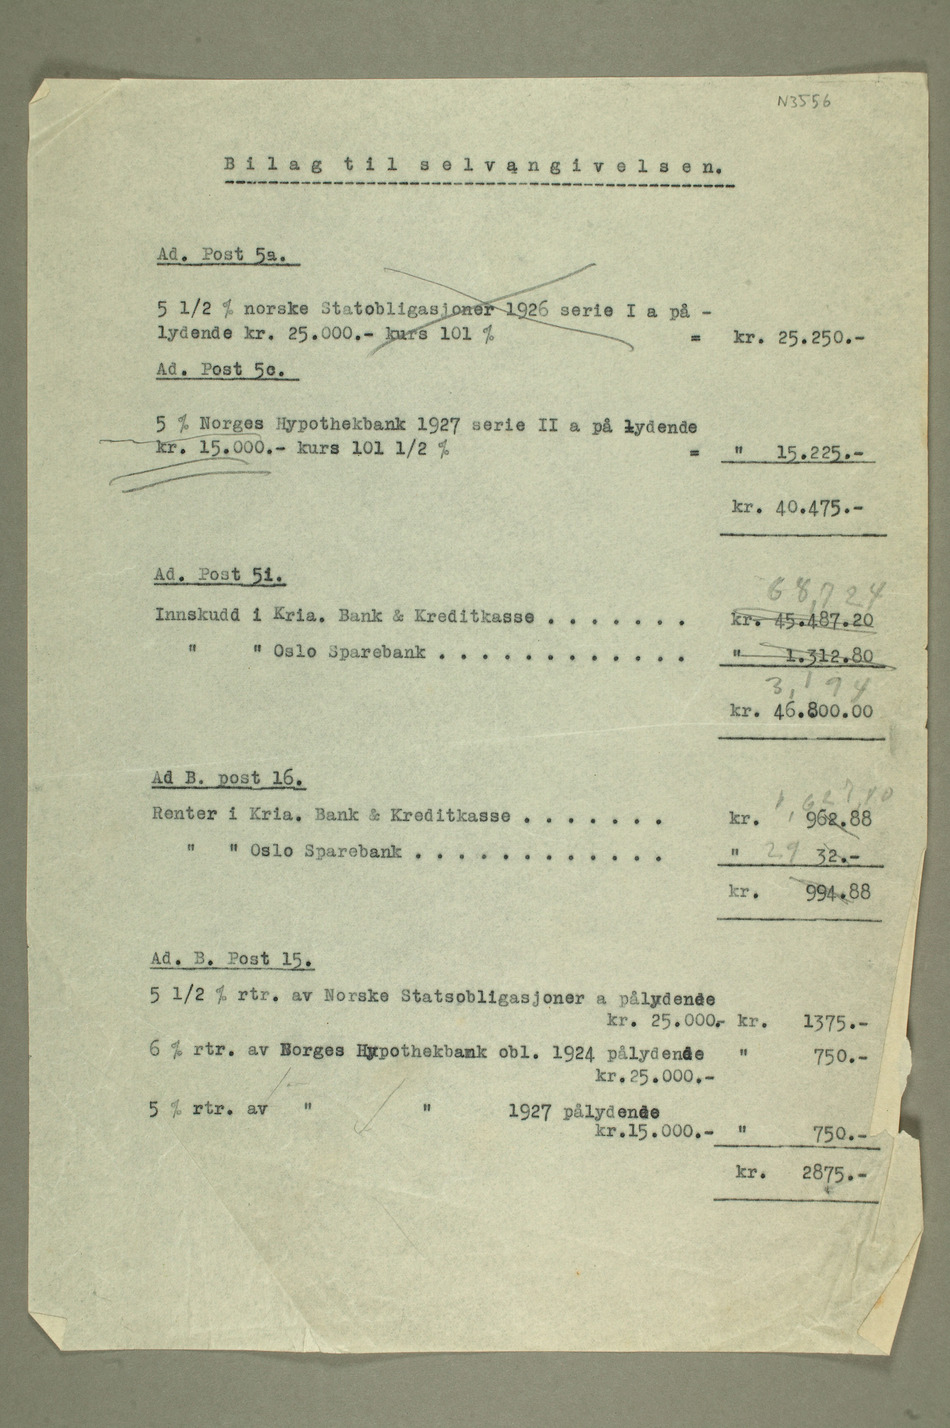 N3556
Bilag til selvangivelsen.
Ad. Post 5a.
5 1/2 % norske Statobligasjoner 1926 serie I a på -
lydende kr. 25.000.- kurs 101 % = kr. 25.250.-
Ad. Post 5c.
5 % Norges Hypothekbank 1927 serie II a på lydende
kr. 15.000.- kurs 101 1/2 % = " 15.225.-
kr. 40.475.-
Ad. Post 5i.
68,724
Innskudd i Kria. Bank & Kreditkasse . . . . . . . kr. 45.487.20
" " Oslo Sparebank . . . . . . . . . . . . " 1.312.80
3,194
kr. 46.800.00
Ad B. post 16.
1,627,10
Renter i Kria. Bank & Kreditkasse . . . . . . . kr. 962.88
" " Oslo Sparebank . . . . . . . . . . . . " 29 32.-
kr. 994.88
Ad. B. Post 15.
5 1/2 % rtr. av Norske Statsobligasjoner a pålydende
kr. 25.000.- kr. 1375.-
6 % rtr. av Norges Hypothekbank obl. 1924 pålydende " 750.-
kr.25.000.-
5 % rtr. av " " 1927 pålydende
kr.15.000.- " 750.-
kr. 2875.-